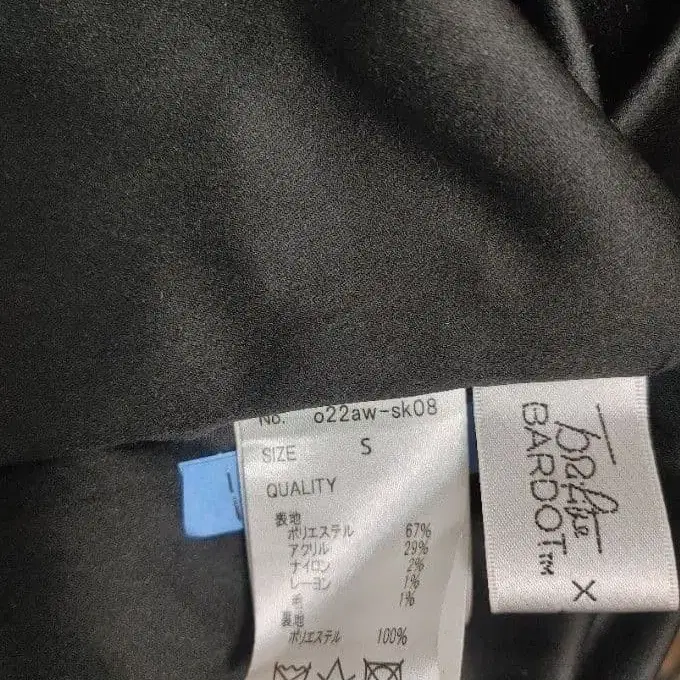 No. o22aw-sk08
SIZE S
QUALITY
表地
ポリエステル 67%
アクリル 29%
ナイロン 2%
レーヨン 1%
毛 1%
裏地
ポリエステル 100%
BARDOT™ ×